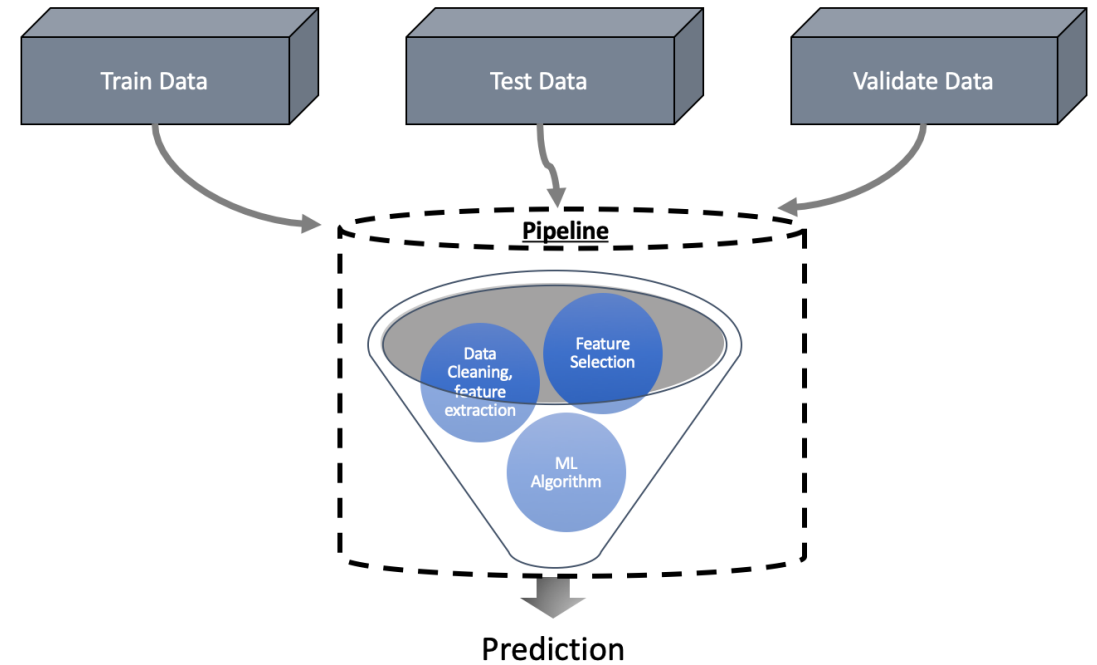 Train Data
Test Data
Validate Data
Pipeline
Data
Cleaning,
feature
extraction
Feature
Selection
ML
Algorithm
Prediction